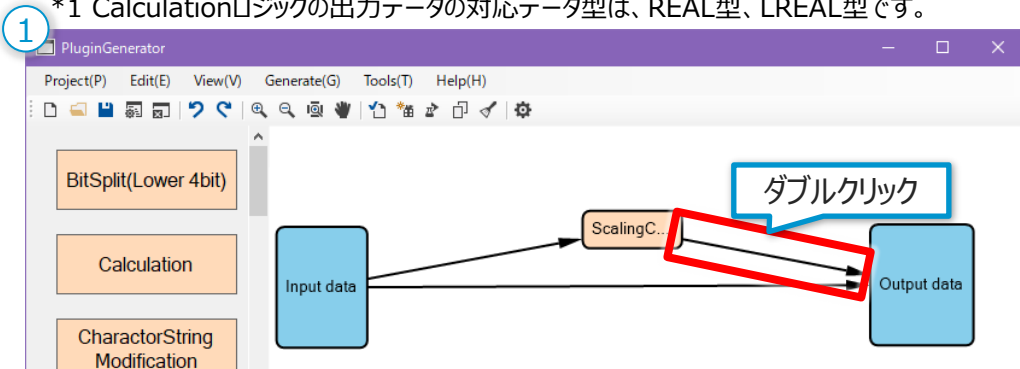 *1 Calculationロジックの出力データの対応データ型は、REAL型、LREAL型です。
1
PluginGenerator
Project(P) Edit(E) View(V) Generate(G) Tools(T) Help(H)
BitSplit(Lower 4bit)
Calculation
CharactorString
Modification
Input data
ScalingC...
ダブルクリック
Output data